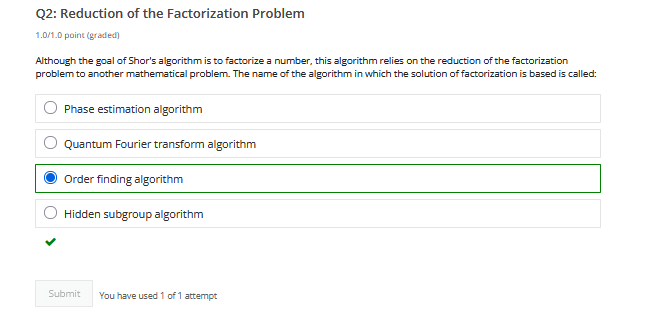 Q2: Reduction of the Factorization Problem
1.0/1.0 point (graded)
Although the goal of Shor's algorithm is to factorize a number, this algorithm relies on the reduction of the factorization
problem to another mathematical problem. The name of the algorithm in which the solution of factorization is based is called:
Phase estimation algorithm
Quantum Fourier transform algorithm
Order finding algorithm
Hidden subgroup algorithm
Submit You have used 1 of 1 attempt